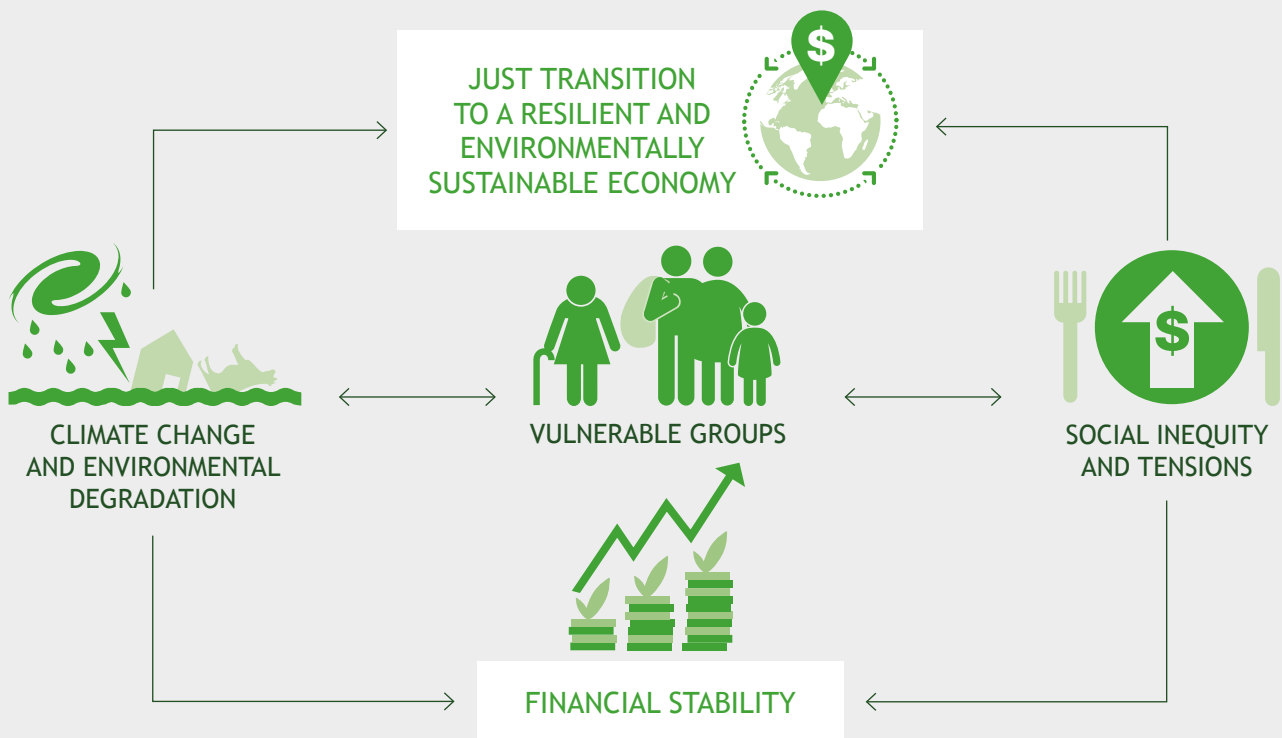 JUST TRANSITION
TO A RESILIENT AND
ENVIRONMENTALLY
SUSTAINABLE ECONOMY
$
CLIMATE CHANGE
AND ENVIRONMENTAL
DEGRADATION
VULNERABLE GROUPS
$
SOCIAL INEQUITY
AND TENSIONS
FINANCIAL STABILITY